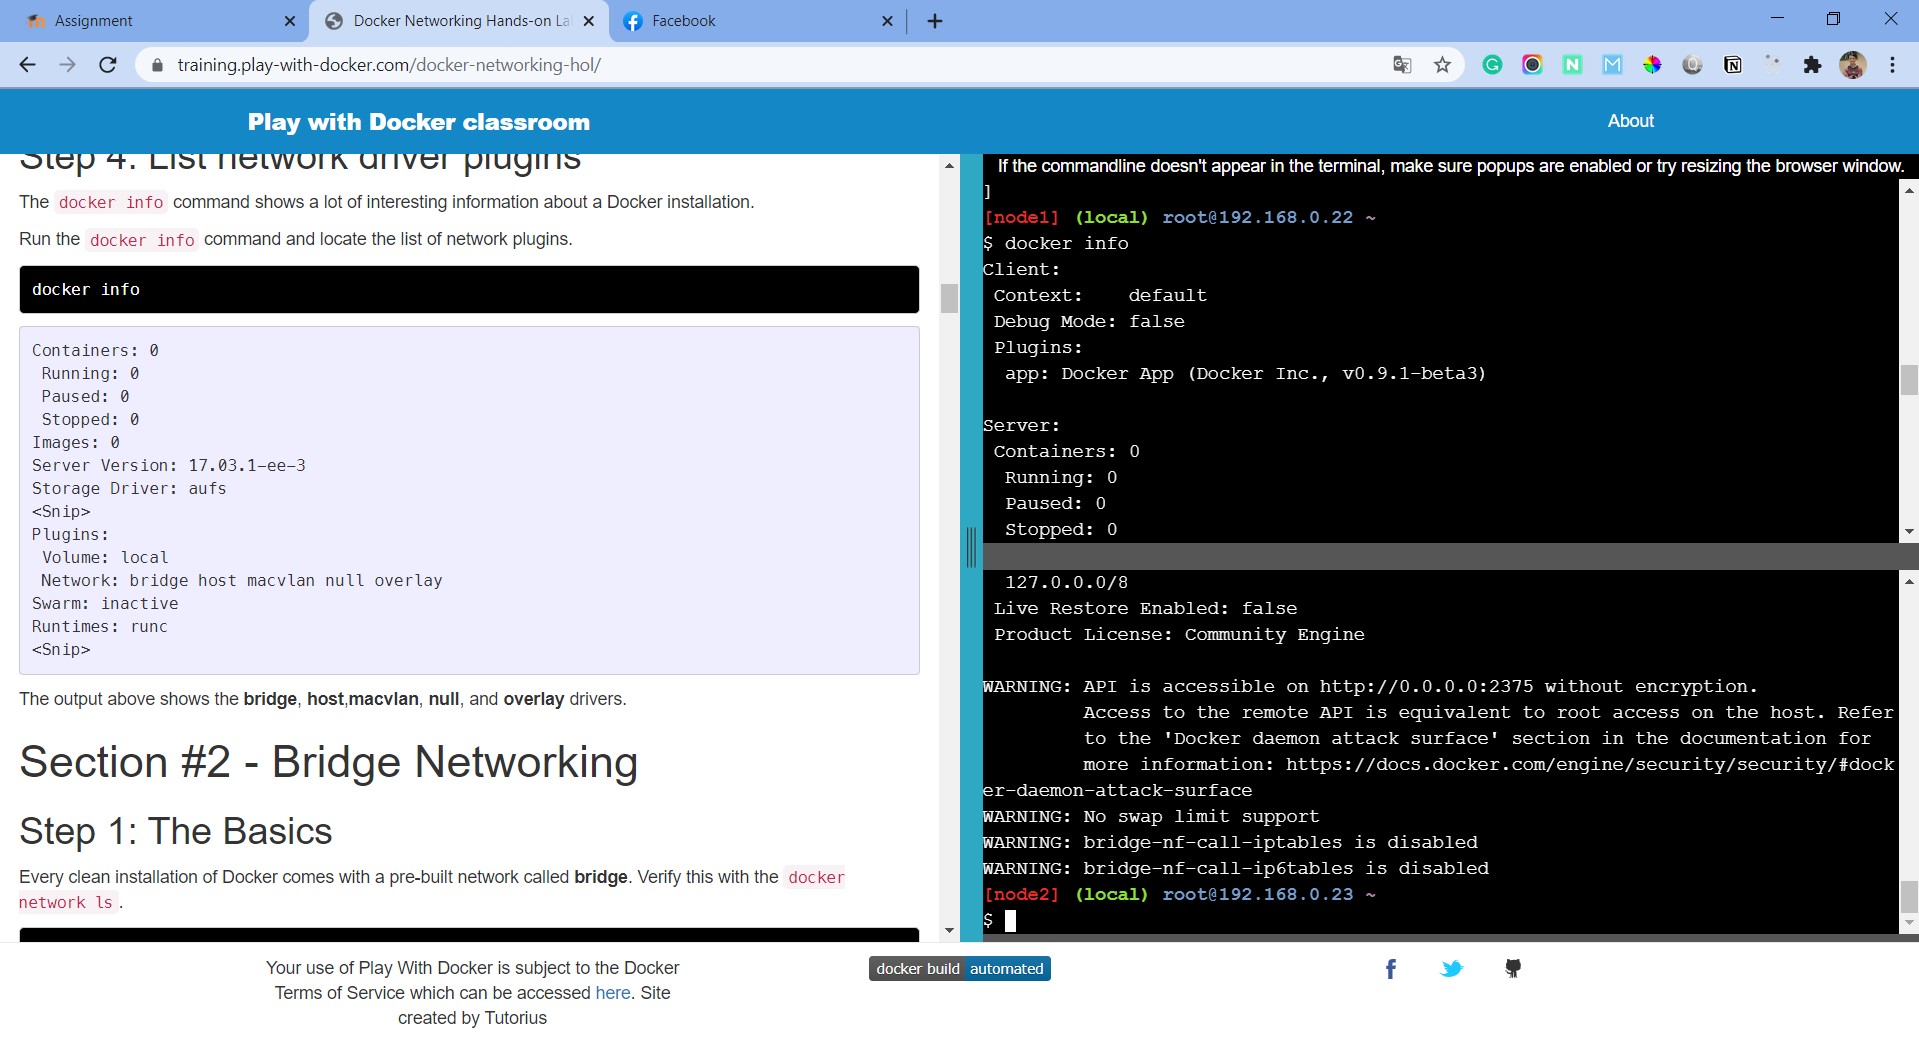 Assignment
Docker Networking Hands-on La
Facebook
training.play-with-docker.com/docker-networking-hol/
Play with Docker classroom
About
Step 4: List network driver plugins
The docker info command shows a lot of interesting information about a Docker installation.
Run the docker info command and locate the list of network plugins.
docker info
Containers: 0
Running: 0
Paused: 0
Stopped: 0
Images: 0
Server Version: 17.03.1-ee-3
Storage Driver: aufs
<Snip>
Plugins:
Volume: local
Network: bridge host macvlan null overlay
Swarm: inactive
Runtimes: runc
<Snip>
The output above shows the bridge, host,macvlan, null, and overlay drivers.
Section #2 - Bridge Networking
Step 1: The Basics
Every clean installation of Docker comes with a pre-built network called bridge. Verify this with the docker
network ls .
If the commandline doesn't appear in the terminal, make sure popups are enabled or try resizing the browser window.
]
[node1] (local) root@192.168.0.22 ~
$ docker info
Client:
Context:    default
Debug Mode: false
Plugins:
app: Docker App (Docker Inc., v0.9.1-beta3)
Server:
Containers: 0
Running: 0
Paused: 0
Stopped: 0
127.0.0.0/8
Live Restore Enabled: false
Product License: Community Engine
WARNING: API is accessible on http://0.0.0.0:2375 without encryption.
Access to the remote API is equivalent to root access on the host. Refer
to the 'Docker daemon attack surface' section in the documentation for
more information: https://docs.docker.com/engine/security/security/#dock
er-daemon-attack-surface
WARNING: No swap limit support
WARNING: bridge-nf-call-iptables is disabled
WARNING: bridge-nf-call-ip6tables is disabled
[node2] (local) root@192.168.0.23 ~
$
Your use of Play With Docker is subject to the Docker
Terms of Service which can be accessed here. Site
created by Tutorius
docker build automated